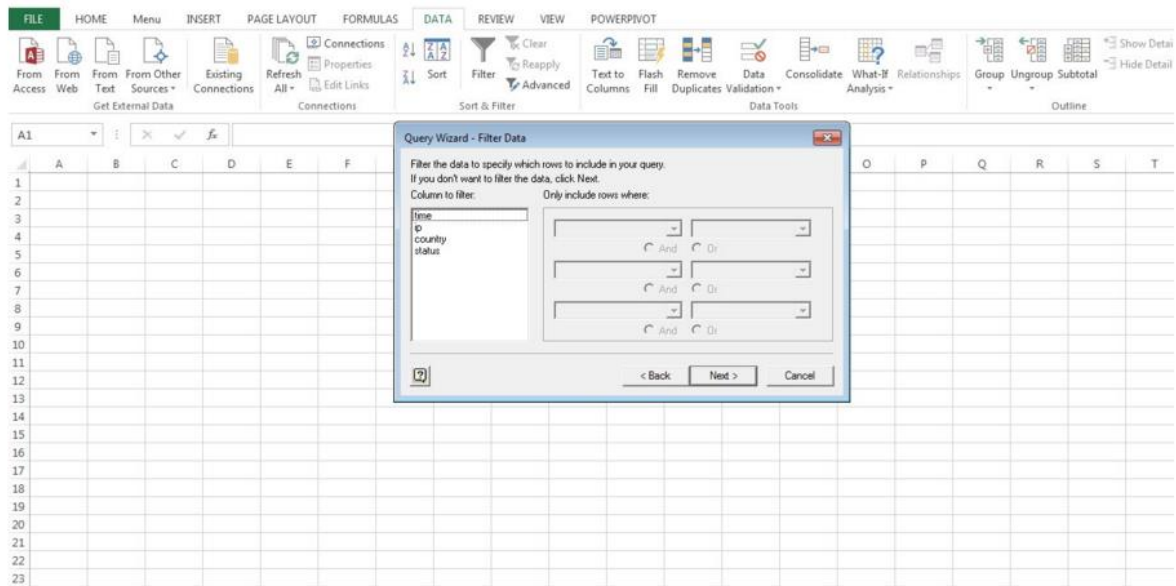 FILE HOME Menu INSERT PAGE LAYOUT FORMULAS DATA REVIEW VIEW POWERPIVOT
From Access
From Web
From Text
From Other Sources
Existing Connections
Refresh All
Connections
Properties
Edit Links
Sort
Filter
Clear
Reapply
Advanced
Text to Columns
Flash Fill
Remove Duplicates
Data Validation
Consolidate
What-If Analysis
Relationships
Group
Ungroup
Subtotal
Show Detai
Hide Detail
Get External Data Connections Sort & Filter Data Tools Outline
A1 fx
Query Wizard - Filter Data
Filter the data to specify which rows to include in your query.
If you don't want to filter the data, click Next.
Column to filter: Only include rows where:
time
ip
country
status
And Or
And Or
And Or
< Back Next > Cancel
A B C D E F O P Q R S T
1
2
3
4
5
6
7
8
9
10
11
12
13
14
15
16
17
18
19
20
21
22
23